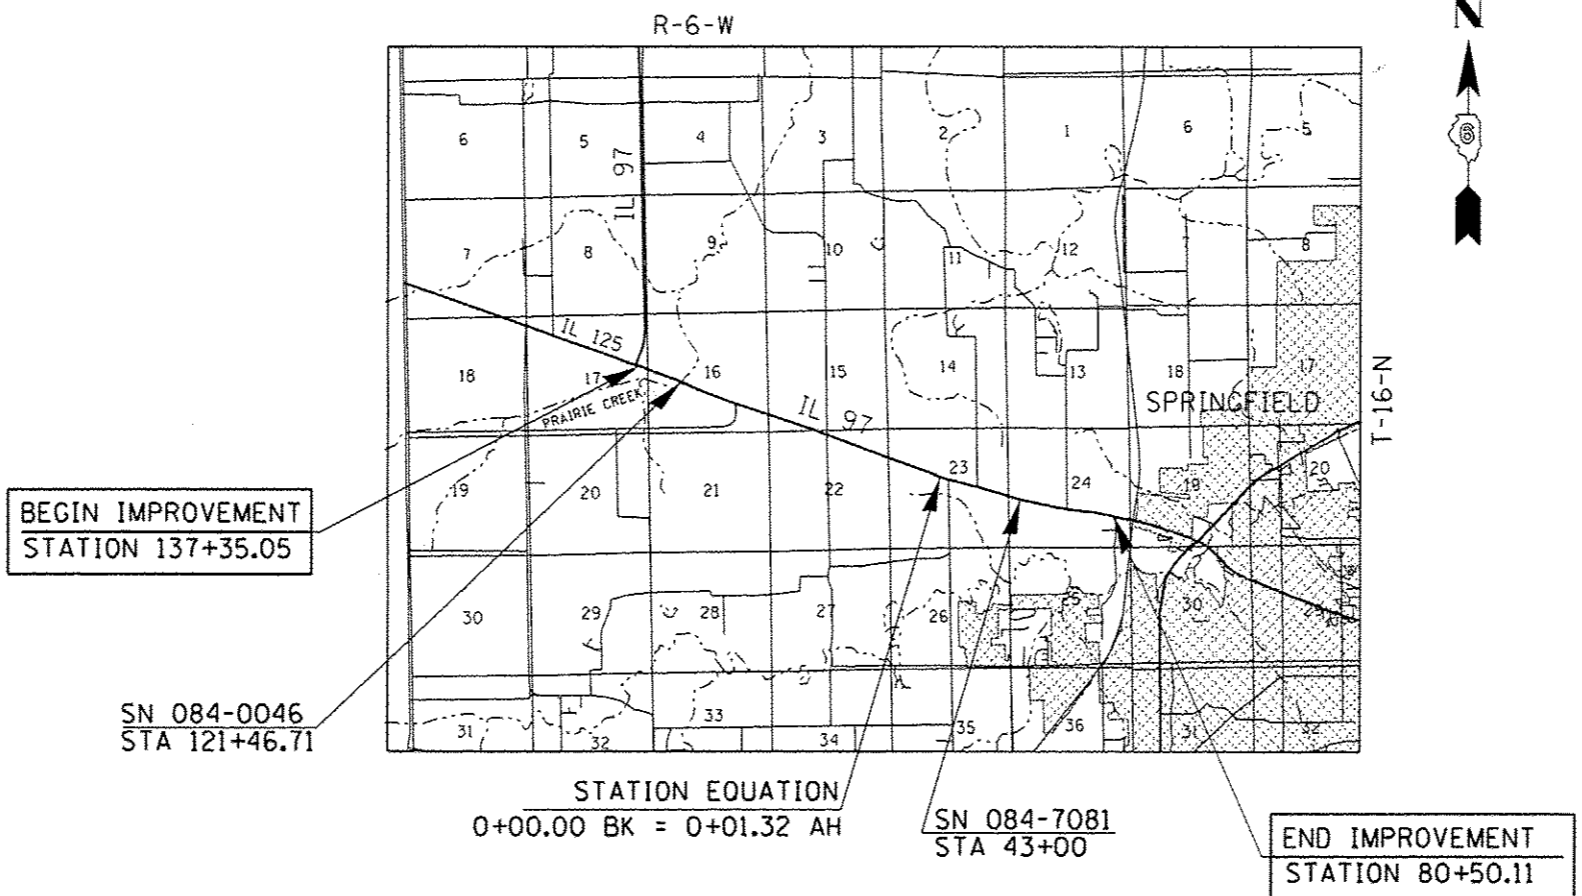 R-6-W
N
6
6 5 4 3 2 1 6 5
IL 97
7 8 9 10 11 12 8
IL 125
18 17 16 15 14 13 18 17
PRAIRIE CREEK
IL 97
SPRINGFIELD
T-16-N
19 20 21 22 23 24 19 20
BEGIN IMPROVEMENT
STATION 137+35.05
30 29 28 27 26 25 30 29
SN 084-0046
STA 121+46.71
31 32 33 34 35 36 31 32
STATION EQUATION
0+00.00 BK = 0+01.32 AH
SN 084-7081
STA 43+00
END IMPROVEMENT
STATION 80+50.11